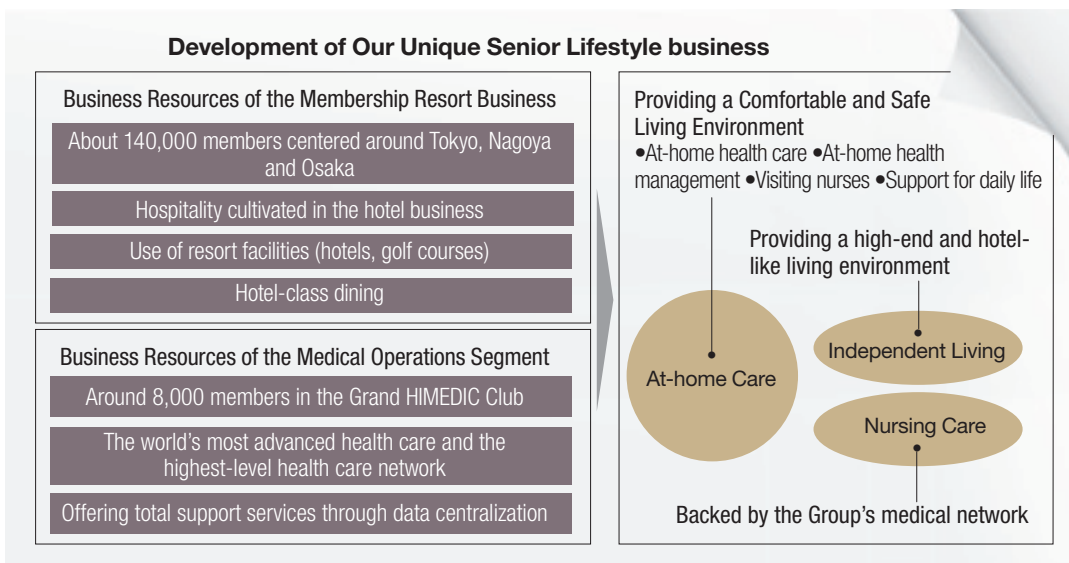 Development of Our Unique Senior Lifestyle business
Business Resources of the Membership Resort Business
About 140,000 members centered around Tokyo, Nagoya
and Osaka
Hospitality cultivated in the hotel business
Use of resort facilities (hotels, golf courses)
Hotel-class dining
Business Resources of the Medical Operations Segment
Around 8,000 members in the Grand HIMEDIC Club
The world's most advanced health care and the
highest-level health care network
Offering total support services through data centralization
Providing a Comfortable and Safe
Living Environment
●At-home health care ●At-home health
management ●Visiting nurses ●Support for daily life
Providing a high-end and hotel-
like living environment
At-home Care
Independent Living
Nursing Care
Backed by the Group's medical network